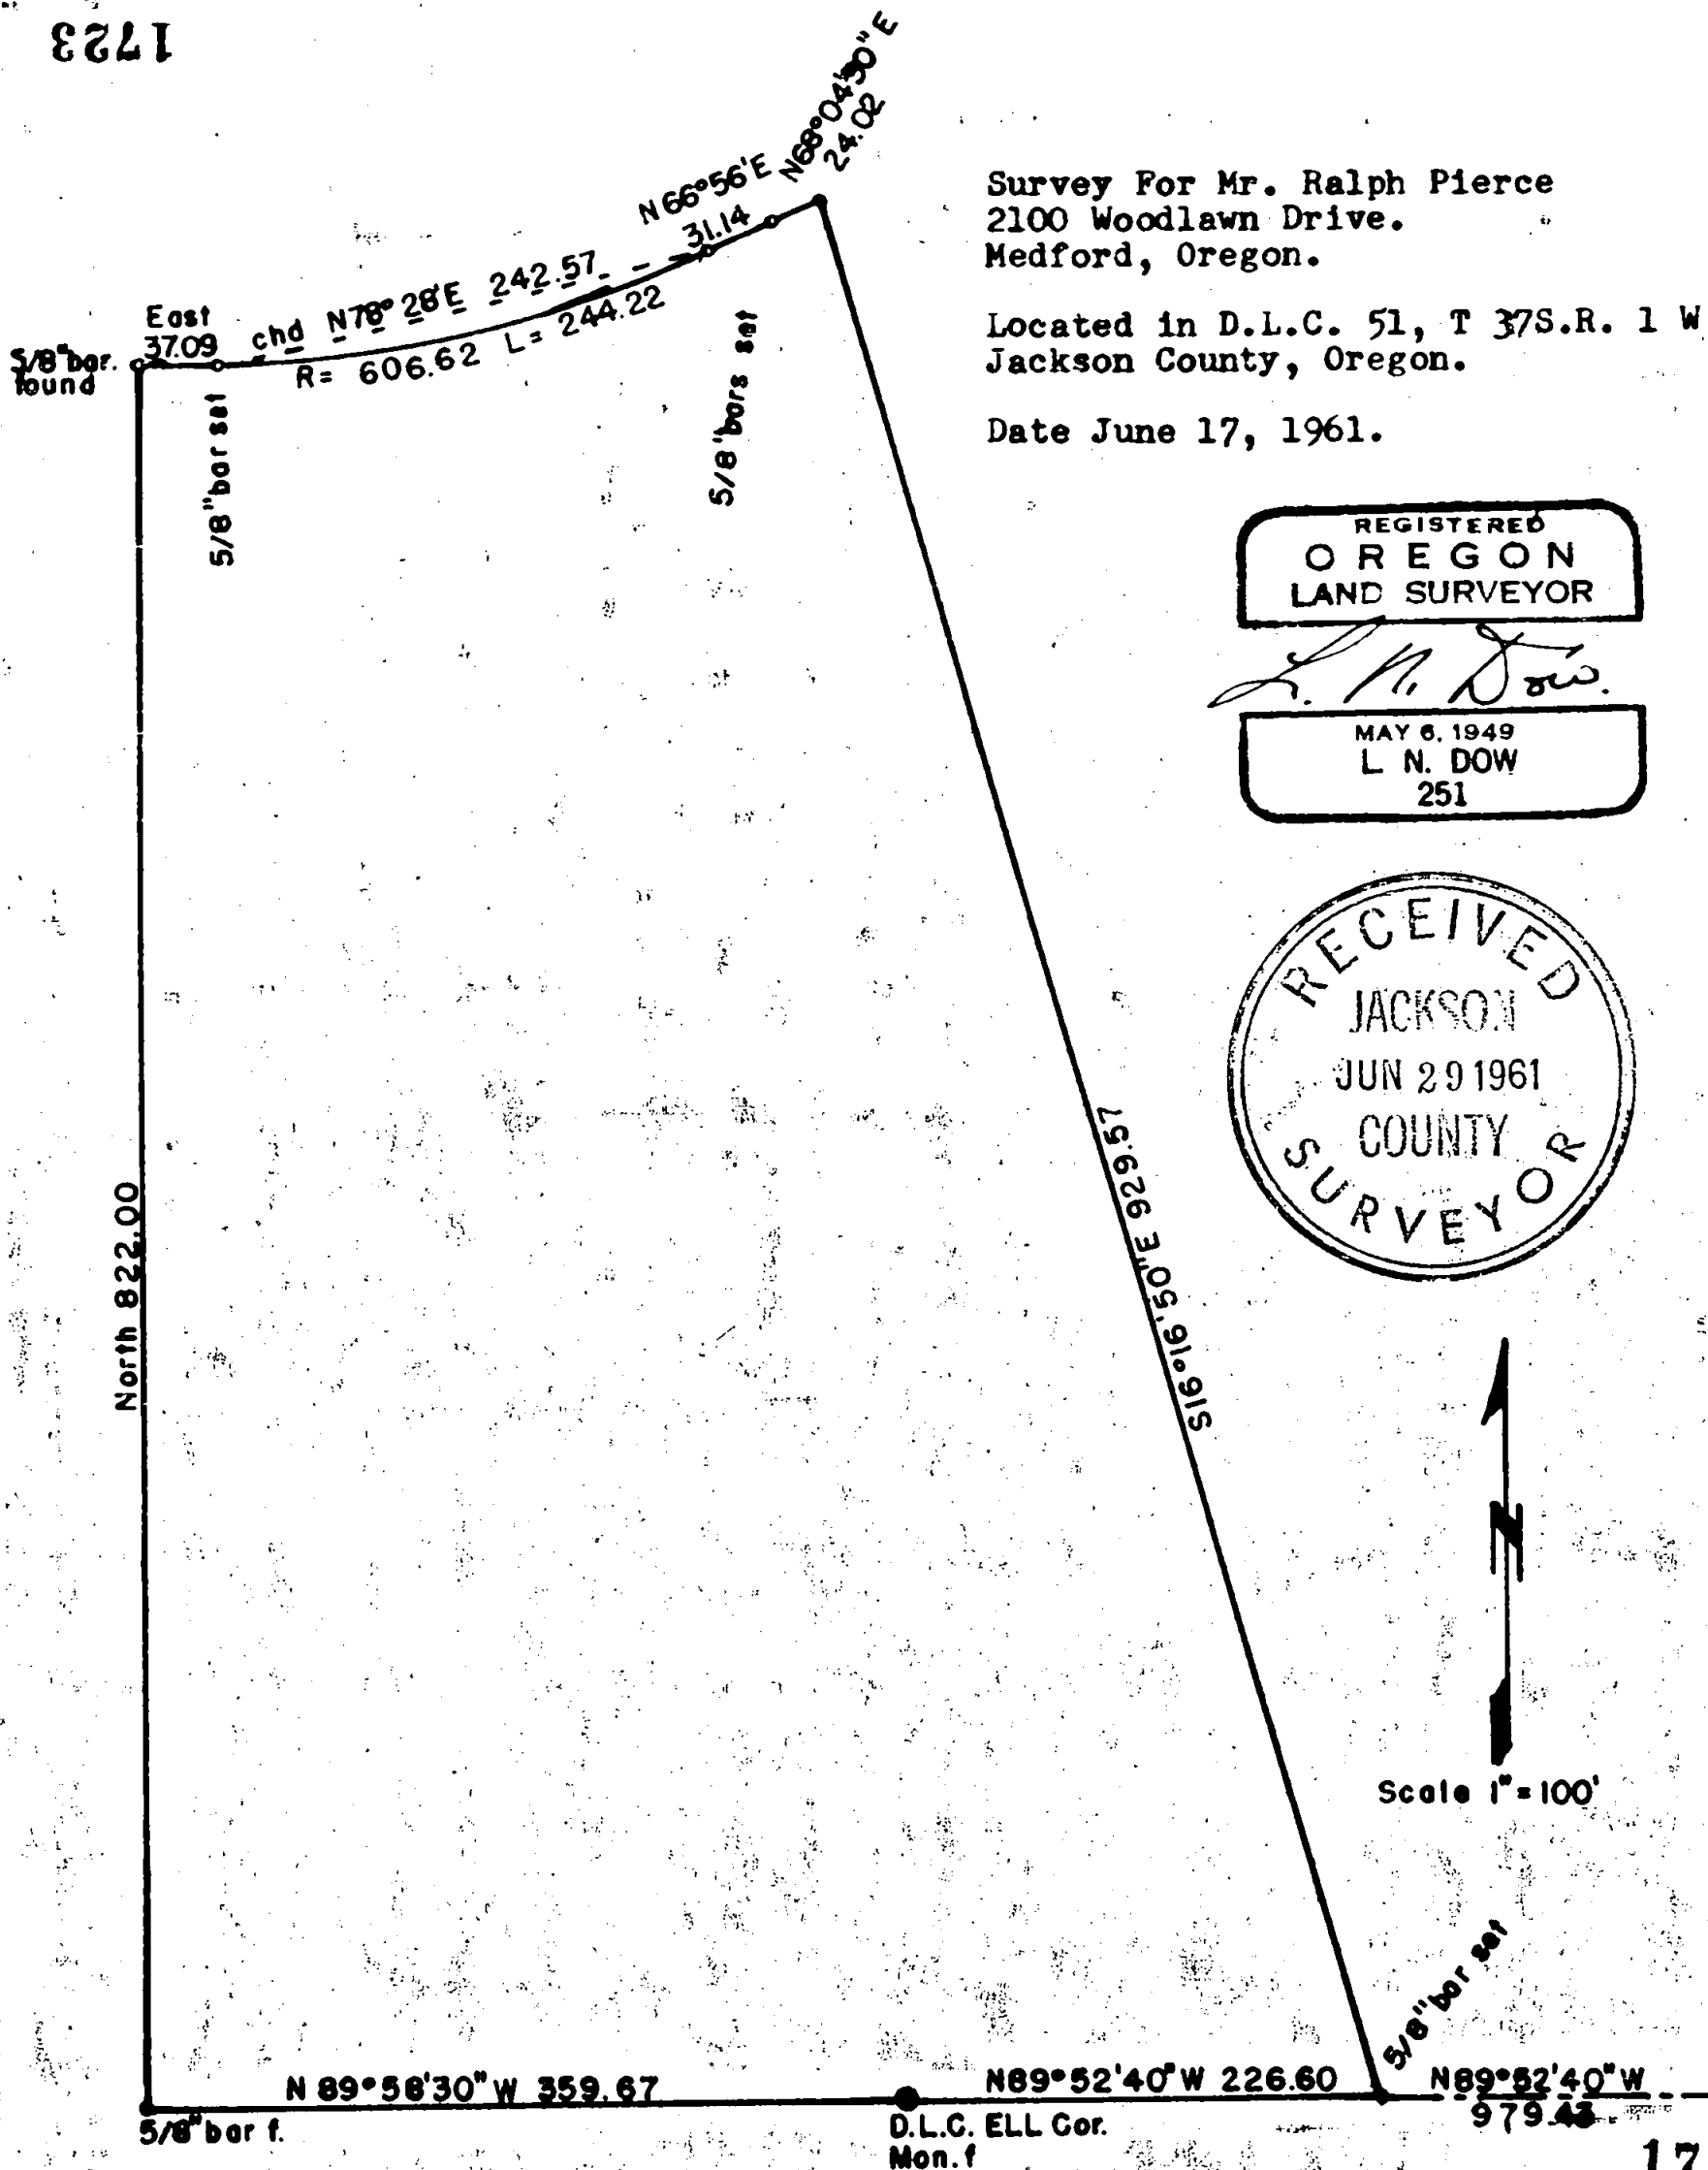 1723
N68°04'30"E
24.02
N66°56'E
31.14
chd N78°28'E 242.57
R= 606.62 L= 244.22
East
37.09
5/8"bar.
found
5/8"bar set
5/8"bars set
Survey For Mr. Ralph Pierce
2100 Woodlawn Drive.
Medford, Oregon.
Located in D.L.C. 51, T 37S.R. 1 W
Jackson County, Oregon.
Date June 17, 1961.
REGISTERED
OREGON
LAND SURVEYOR
L. N. Dow.
MAY 6, 1949
L N. DOW
251
RECEIVED
JACKSON
JUN 29 1961
COUNTY
SURVEYOR
North 822.00
S16°16'50"E 929.57
N
Scale 1"=100'
5/8"bar set
N 89°58'30"W 359.67
N89°52'40"W 226.60
N89°52'40"W
979.43
5/8"bar f.
D.L.C. ELL Cor.
Mon.f
17